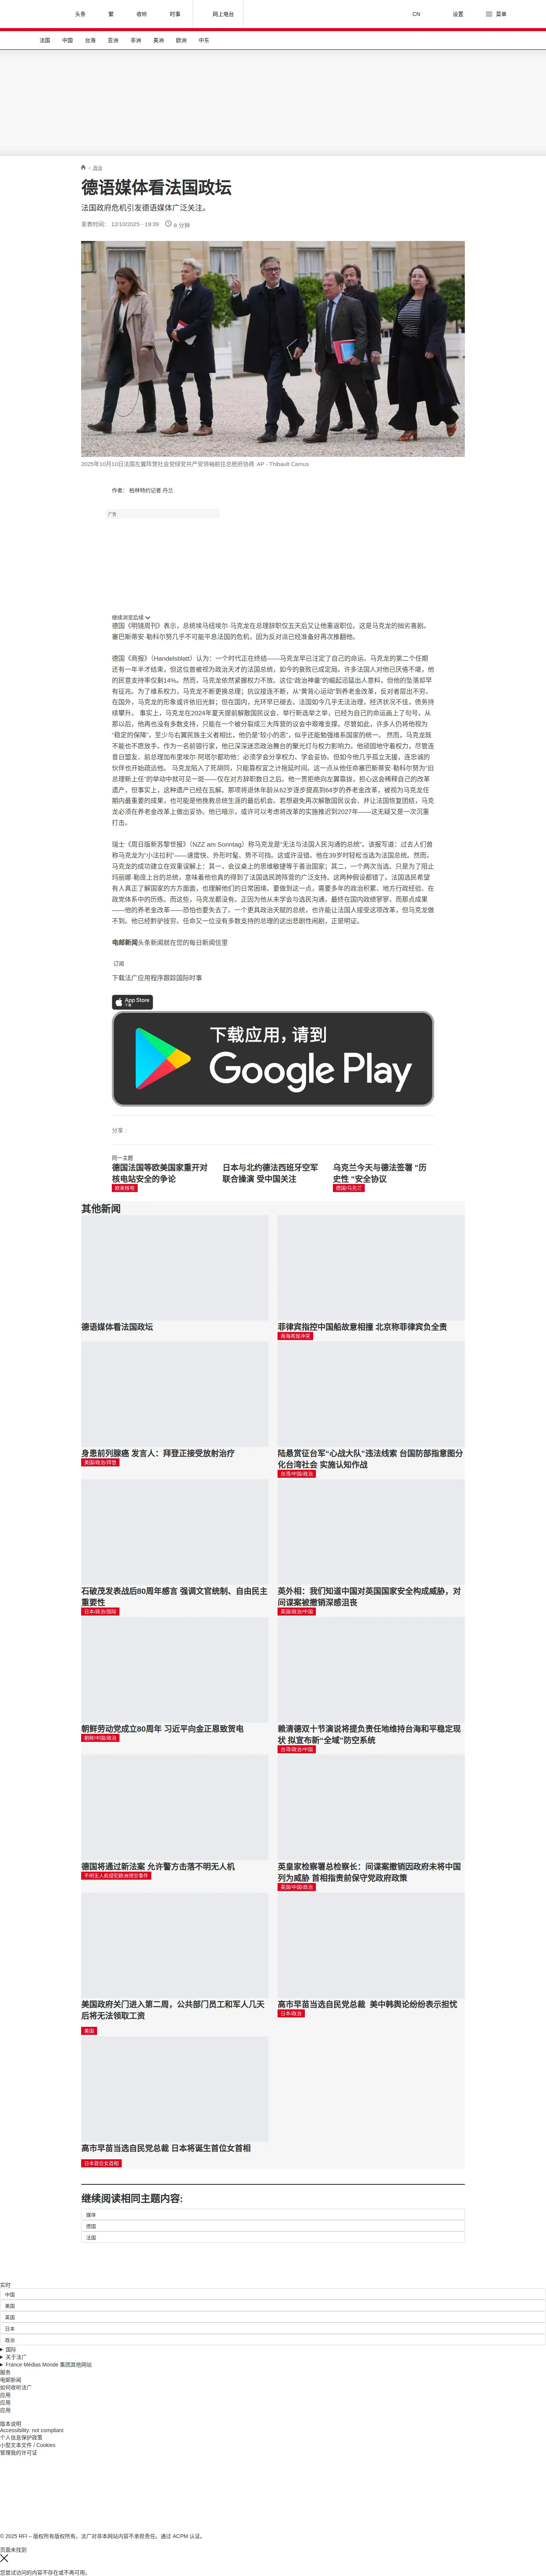 头条
繁
收听
时事
网上电台
CN
设置
菜单
法国
中国
台海
亚洲
非洲
美洲
欧洲
中东
/ 政治
德语媒体看法国政坛
法国政府危机引发德语媒体广泛关注。
发表时间： 12/10/2025 - 19:39
8 分钟
2025年10月10日法国左翼阵营社会党绿党共产党领袖前往总统府协商 AP - Thibault Camus
作者： 柏林特约记者 丹兰
广告
继续浏览后续
德国《明镜周刊》表示，总统埃马纽埃尔·马克龙在总理辞职仅五天后又让他重返职位。这是马克龙的拙劣喜剧。
塞巴斯蒂安·勒科尔努几乎不可能平息法国的危机。因为反对派已经准备好再次推翻他。
德国《商报》（Handelsblatt）认为：一个时代正在终结——马克龙早已注定了自己的命运。马克龙的第二个任期
还有一年半才结束，但这位曾被视为政治天才的法国总统，如今的衰败已成定局。许多法国人对他已厌倦不堪，他
的民意支持率仅剩14%。然而，马克龙依然紧握权力不放。这位“政治神童”的崛起迅猛出人意料，但他的坠落却早
有征兆。为了维系权力，马克龙不断更换总理；抗议接连不断，从“黄背心运动”到养老金改革，反对者层出不穷。
在国外，马克龙的形象或许依旧光鲜；但在国内，光环早已褪去。法国如今几乎无法治理，经济状况不佳，债务持
续攀升。 事实上，马克龙在2024年夏天提前解散国民议会、举行新选举之举，已经为自己的命运画上了句号。从
那以后，他再也没有多数支持，只能在一个被分裂成三大阵营的议会中艰难支撑。尽管如此，许多人仍将他视为
“稳定的保障”，至少与右翼民族主义者相比，他仍是“较小的恶”，似乎还能勉强维系国家的统一。 然而，马克龙既
不能也不愿放手。作为一名前银行家，他已深深迷恋政治舞台的聚光灯与权力影响力。他顽固地守着权力，尽管连
昔日盟友、前总理加布里埃尔·阿塔尔都劝他：必须学会分享权力、学会妥协。但如今他几乎孤立无援，连忠诚的
伙伴也开始疏远他。 马克龙陷入了死胡同，只能靠权宜之计拖延时间。这一点从他任命塞巴斯蒂安·勒科尔努为“旧
总理新上任”的举动中就可见一斑——仅在对方辞职数日之后。他一贯拒绝向左翼靠拢，担心这会稀释自己的改革
遗产，但事实上，这种遗产已经在瓦解。那项将退休年龄从62岁逐步提高到64岁的养老金改革，被视为马克龙任
期内最重要的成果，也可能是他挽救总统生涯的最后机会。若想避免再次解散国民议会、并让法国恢复团结，马克
龙必须在养老金改革上做出妥协。他已暗示，或许可以考虑将改革的实施推迟到2027年——这无疑又是一次沉重
打击。
瑞士《周日版新苏黎世报》（NZZ am Sonntag）称马克龙是“无法与法国人民沟通的总统”。该报写道：过去人们曾
称马克龙为“小法拉利”——速度快、外形时髦、势不可挡。这或许没错。他在39岁时轻松当选为法国总统。然而，
马克龙的成功建立在双重误解上：其一，会议桌上的思维敏捷等于善治国家；其二，一个两次当选、只是为了阻止
玛丽娜·勒庞上台的总统，意味着他也真的得到了法国选民跨阵营的广泛支持。这两种假设都错了。法国选民希望
有人真正了解国家的方方面面，也理解他们的日常困境。要做到这一点，需要多年的政治积累、地方行政经验、在
政党体系中的历练。而这些，马克龙都没有。正因为他从未学会与选民沟通，最终在国内政绩寥寥，而那点成果
——他的养老金改革——恐怕也要失去了。一个更具政治天赋的总统，也许能让法国人接受这项改革，但马克龙做
不到。他已经黔驴技穷。任命又一位没有多数支持的总理的这出悲剧性闹剧，正是明证。
电邮新闻头条新闻就在您的每日新闻信里
订阅
下载法广应用程序跟踪国际时事
App Store
下载
下载应用，请到
Google Play
分享 :
同一主题
德国法国等欧美国家重开对
核电站安全的争论
欧美核电
日本与北约德法西班牙空军
联合操演 受中国关注
乌克兰今天与德法签署 "历
史性 "安全协议
德国/乌克兰
其他新闻
德语媒体看法国政坛
菲律宾指控中国船故意相撞 北京称菲律宾负全责
南海再现冲突
身患前列腺癌 发言人：拜登正接受放射治疗
美国/政治/拜登
陆悬赏征台军“心战大队”违法线索 台国防部指意图分
化台湾社会 实施认知作战
台湾/中国/政治
石破茂发表战后80周年感言 强调文官统制、自由民主
重要性
日本/政治/国际
英外相：我们知道中国对英国国家安全构成威胁，对
间谍案被撤销深感沮丧
英国/政治/中国
朝鲜劳动党成立80周年 习近平向金正恩致贺电
朝鲜/中国/政治
赖清德双十节演说将提负责任地维持台海和平稳定现
状 拟宣布新“全域”防空系统
台湾/政治/中国
德国将通过新法案 允许警方击落不明无人机
不明无人机侵犯欧洲领空事件
英皇家检察署总检察长：间谍案撤销因政府未将中国
列为威胁 首相指责前保守党政府政策
英国/中国/政治
美国政府关门进入第二周，公共部门员工和军人几天
后将无法领取工资
美国
高市早苗当选自民党总裁 美中韩舆论纷纷表示担忧
日本/政治
高市早苗当选自民党总裁 日本将诞生首位女首相
日本首位女首相
继续阅读相同主题内容:
媒体
德国
法国
实时
中国
美国
英国
日本
政治
国际
关于法广
France Médias Monde 集团其他网站
服务
电邮新闻
如何收听法广
应用
应用
应用
版本说明
Accessibility: not compliant
个人信息保护政策
小型文本文件 / Cookies
管理我的许可证
© 2025 RFI – 版权所有版权所有。法广对非本网站内容不承担责任。通过 ACPM 认证。
页面未找到
您尝试访问的内容不存在或不再可用。